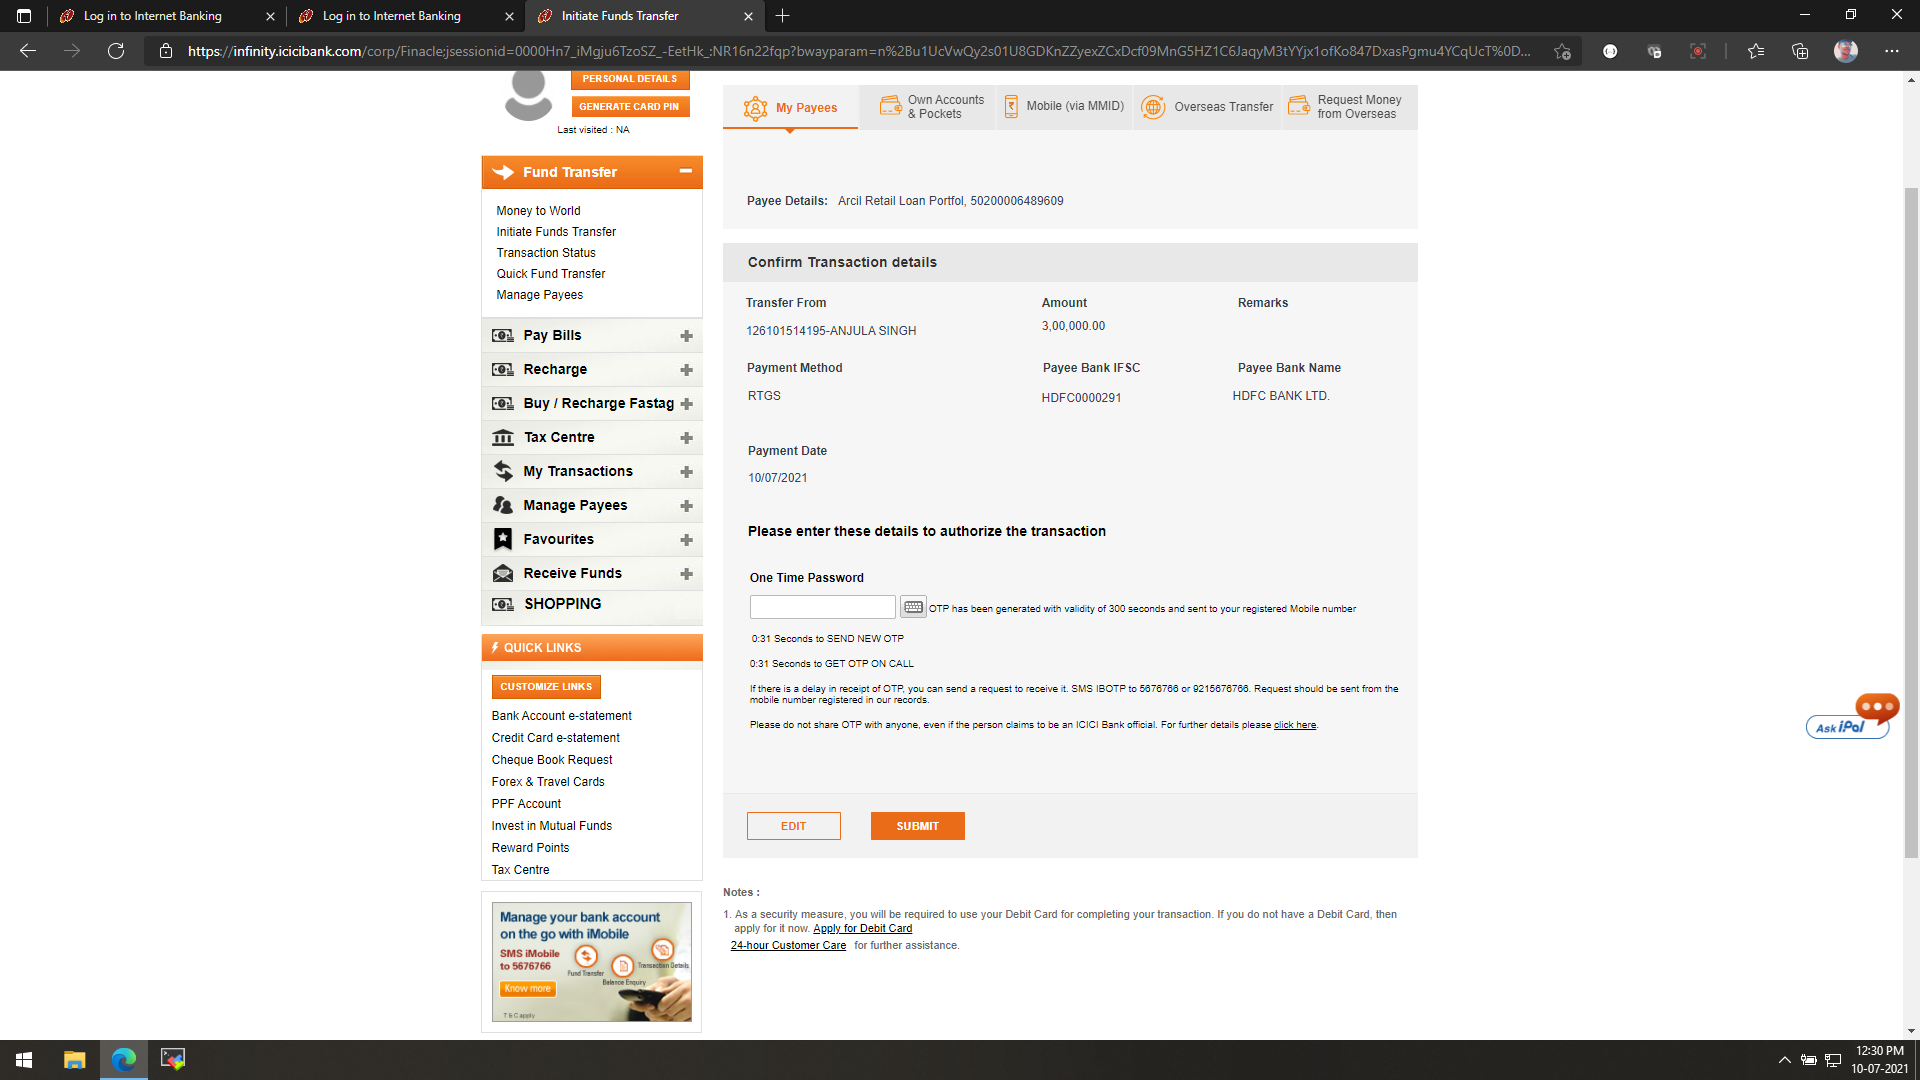 Log in to Internet Banking
Log in to Internet Banking
Initiate Funds Transfer
https://infinity.icicibank.com/corp/Finacle;jsessionid=0000Hn7_iMgju6TzoSZ_-EetHk_:NR16n22fqp?bwayparam=n%2Bu1UcVwQy2s01U8GDKnZZyexZCxDcf09MnG5HZ1C6JaqyM3tYYjx1ofKo847DxasPgmu4YCqUcT%0D...
PERSONAL DETAILS
GENERATE CARD PIN
Last visited : NA
My Payees
Own Accounts
& Pockets
Mobile (via MMID)
Overseas Transfer
Request Money
from Overseas
Fund Transfer
Money to World
Initiate Funds Transfer
Transaction Status
Quick Fund Transfer
Manage Payees
Pay Bills
Recharge
Buy / Recharge Fastag
Tax Centre
My Transactions
Manage Payees
Favourites
Receive Funds
SHOPPING
QUICK LINKS
CUSTOMIZE LINKS
Bank Account e-statement
Credit Card e-statement
Cheque Book Request
Forex & Travel Cards
PPF Account
Invest in Mutual Funds
Reward Points
Tax Centre
Manage your bank account
on the go with iMobile
SMS iMobile
to 5676766
Fund Transfer
Balance Enquiry
Transaction Details
Know more
T & C apply
Payee Details: Arcil Retail Loan Portfol, 50200006489609
Confirm Transaction details
Transfer From Amount Remarks
126101514195-ANJULA SINGH 3,00,000.00
Payment Method Payee Bank IFSC Payee Bank Name
RTGS HDFC0000291 HDFC BANK LTD.
Payment Date
10/07/2021
Please enter these details to authorize the transaction
One Time Password
OTP has been generated with validity of 300 seconds and sent to your registered Mobile number
0:31 Seconds to SEND NEW OTP
0:31 Seconds to GET OTP ON CALL
If there is a delay in receipt of OTP, you can send a request to receive it. SMS IBOTP to 5676766 or 9215676766. Request should be sent from the
mobile number registered in our records.
Please do not share OTP with anyone, even if the person claims to be an ICICI Bank official. For further details please click here.
EDIT SUBMIT
Notes :
1. As a security measure, you will be required to use your Debit Card for completing your transaction. If you do not have a Debit Card, then
apply for it now. Apply for Debit Card
24-hour Customer Care for further assistance.
Ask iPal
12:30 PM
10-07-2021